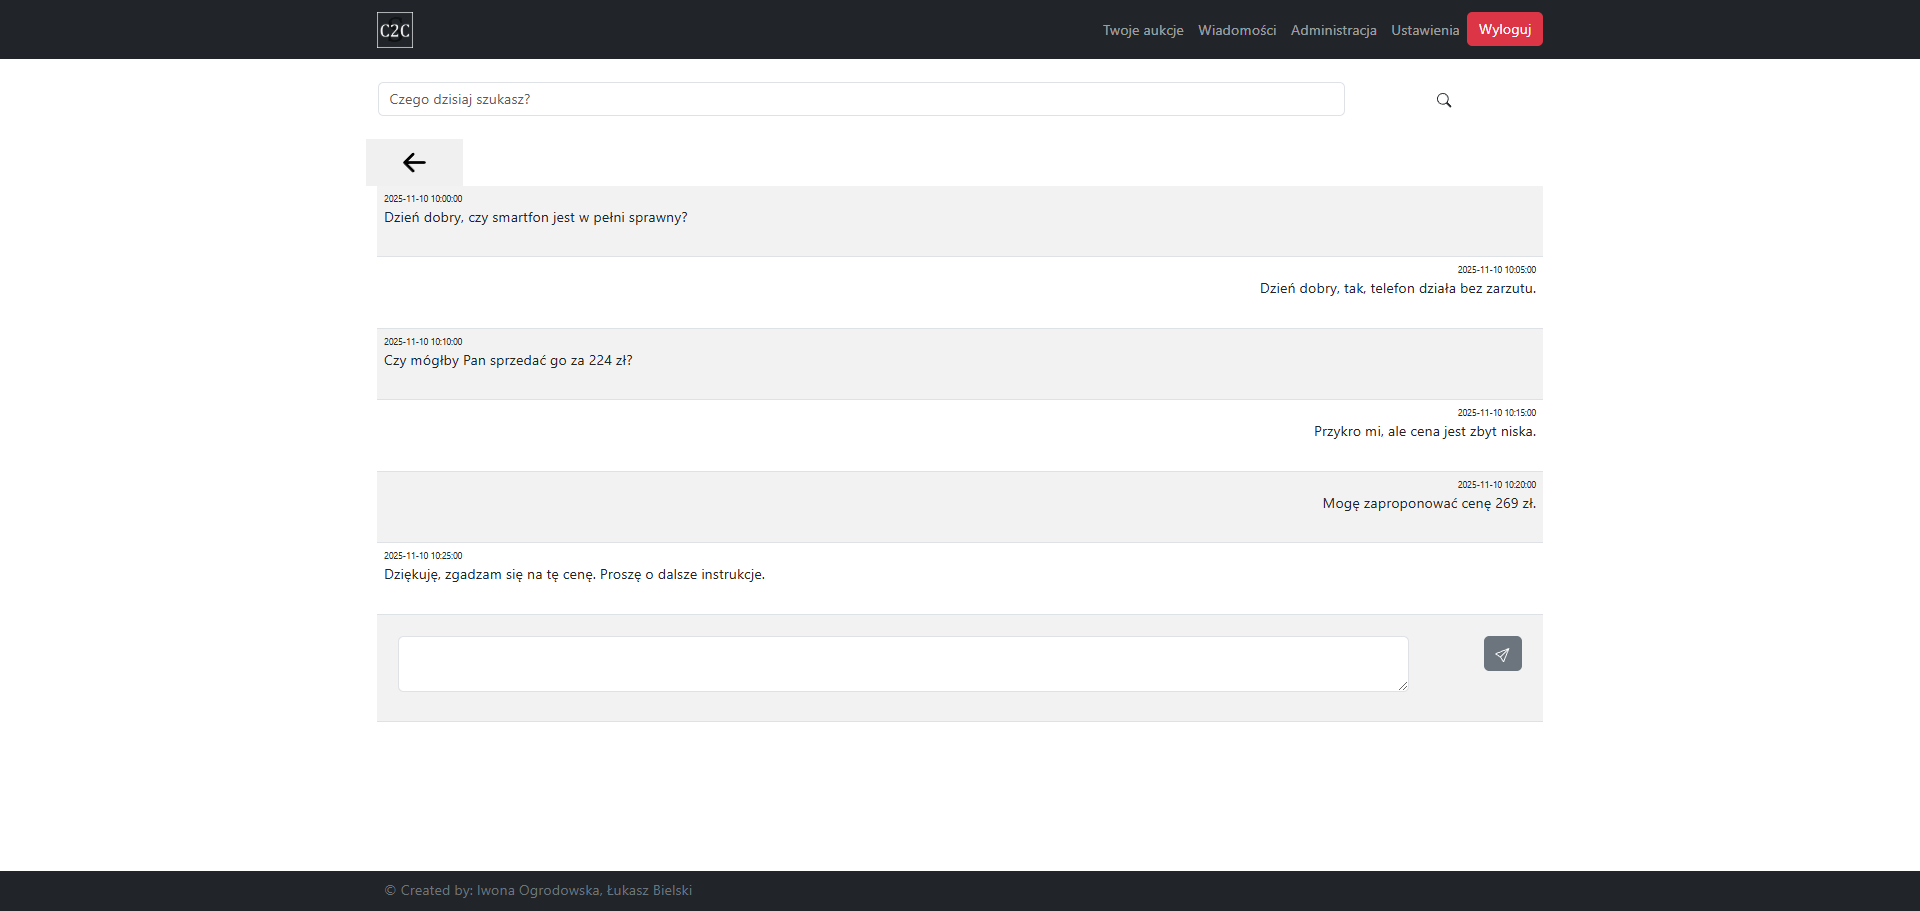 C2C
Twoje aukcje Wiadomości Administracja Ustawienia Wyloguj
Czego dzisiaj szukasz?
2025-11-10 10:00:00
Dzień dobry, czy smartfon jest w pełni sprawny?
2025-11-10 10:05:00
Dzień dobry, tak, telefon działa bez zarzutu.
2025-11-10 10:10:00
Czy mógłby Pan sprzedać go za 224 zł?
2025-11-10 10:15:00
Przykro mi, ale cena jest zbyt niska.
2025-11-10 10:20:00
Mogę zaproponować cenę 269 zł.
2025-11-10 10:25:00
Dziękuję, zgadzam się na tę cenę. Proszę o dalsze instrukcje.
© Created by: Iwona Ogrodowska, Łukasz Bielski